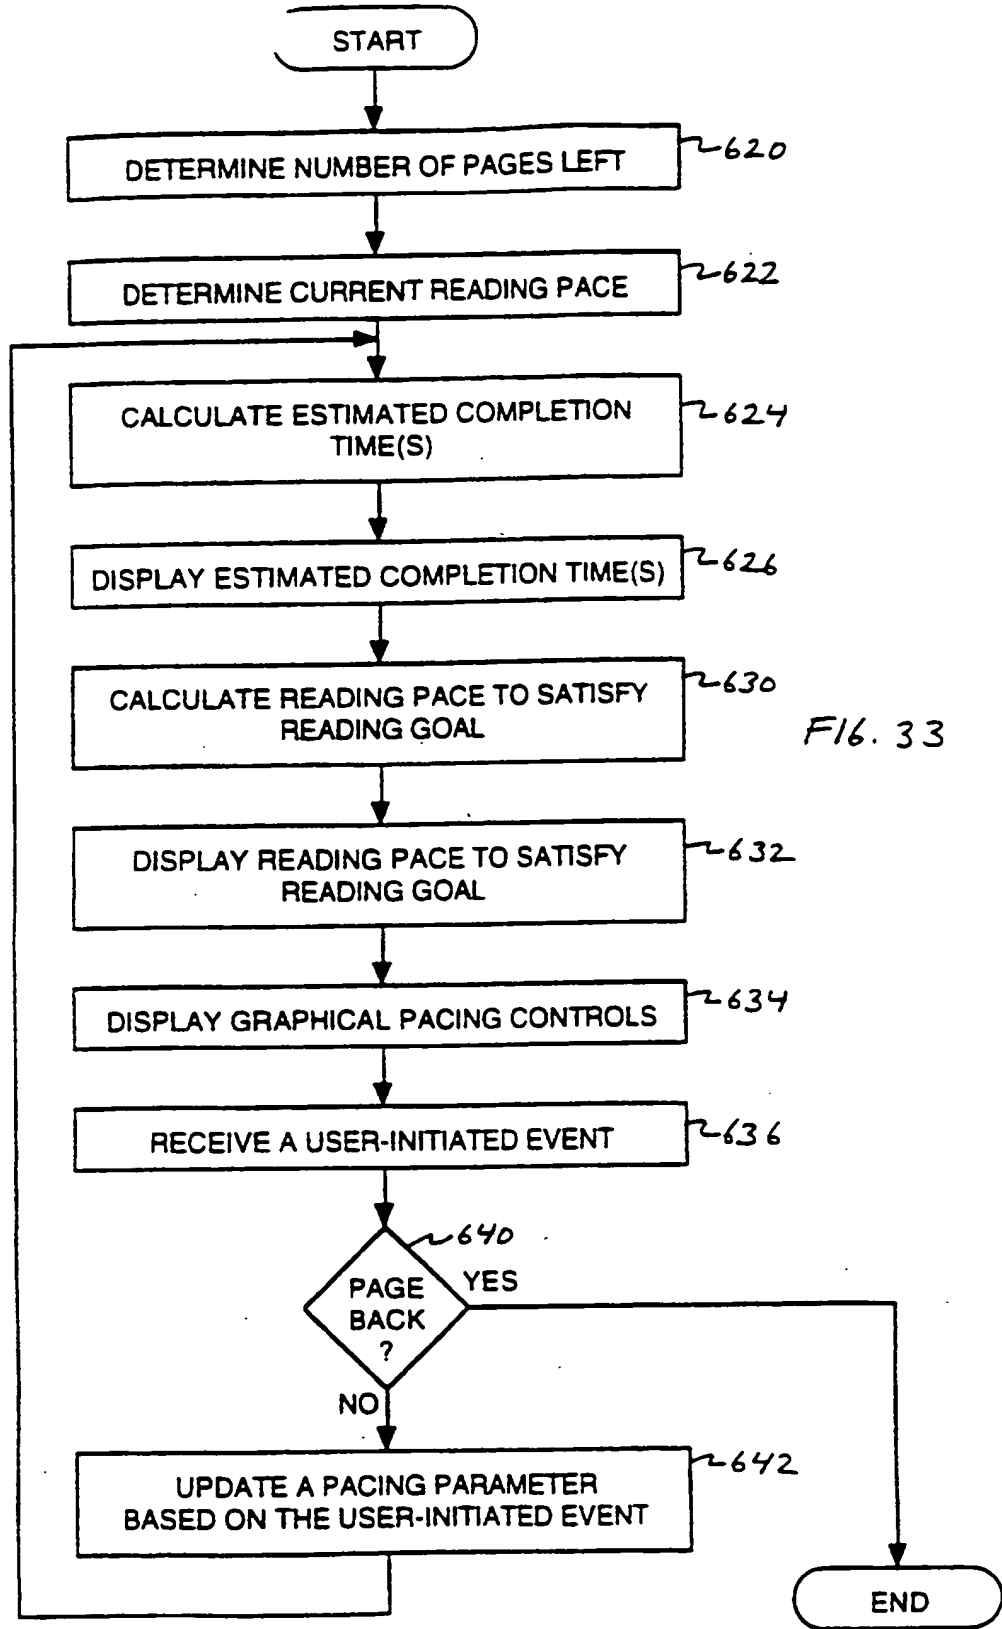 START
DETERMINE NUMBER OF PAGES LEFT
620
DETERMINE CURRENT READING PACE
622
CALCULATE ESTIMATED COMPLETION
TIME(S)
624
DISPLAY ESTIMATED COMPLETION TIME(S)
626
CALCULATE READING PACE TO SATISFY
READING GOAL
630
FIG. 33
DISPLAY READING PACE TO SATISFY
READING GOAL
632
DISPLAY GRAPHICAL PACING CONTROLS
634
RECEIVE A USER-INITIATED EVENT
636
640
PAGE
BACK
?
YES
NO
UPDATE A PACING PARAMETER
BASED ON THE USER-INITIATED EVENT
642
END